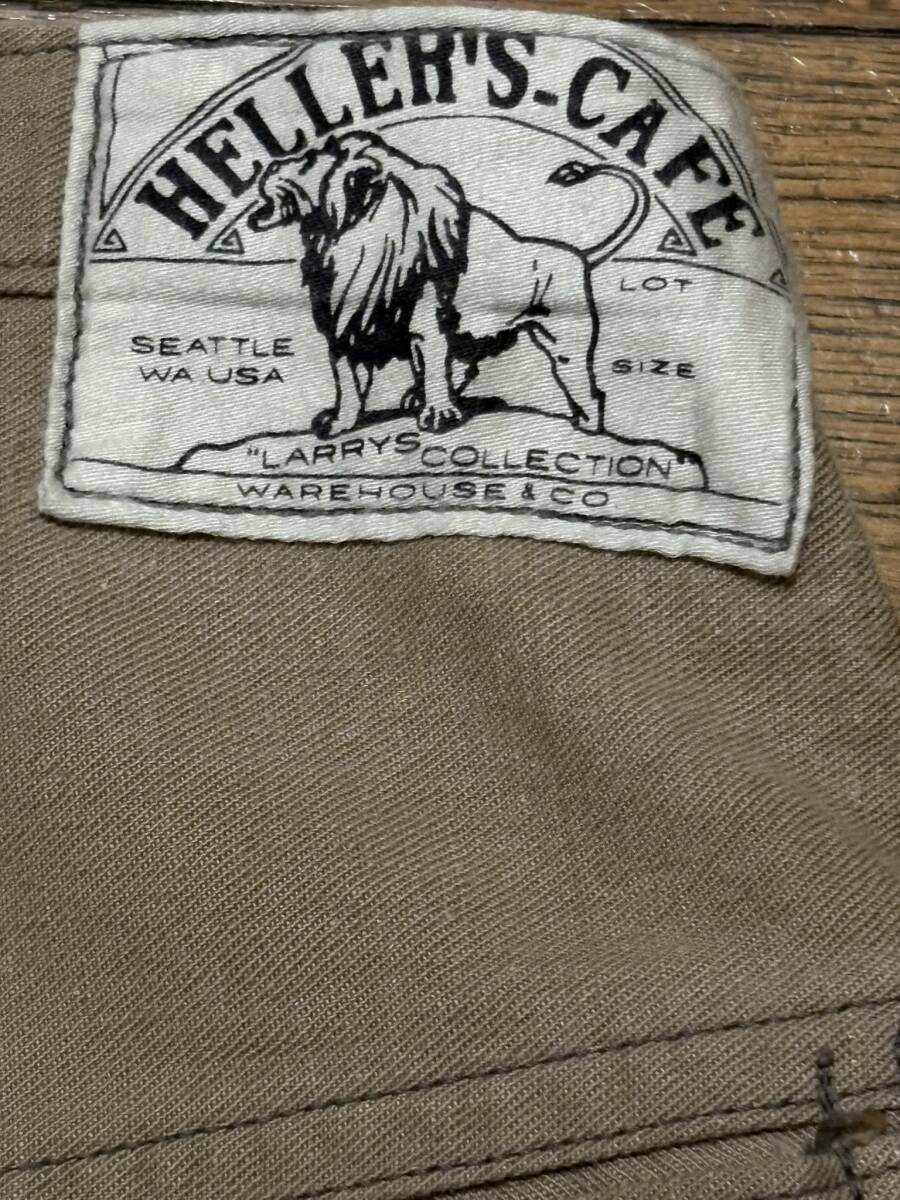 HELLER'S-CAFE
LOT
SEATTLE
WA USA
SIZE
"LARRYS COLLECTION"
WAREHOUSE & CO